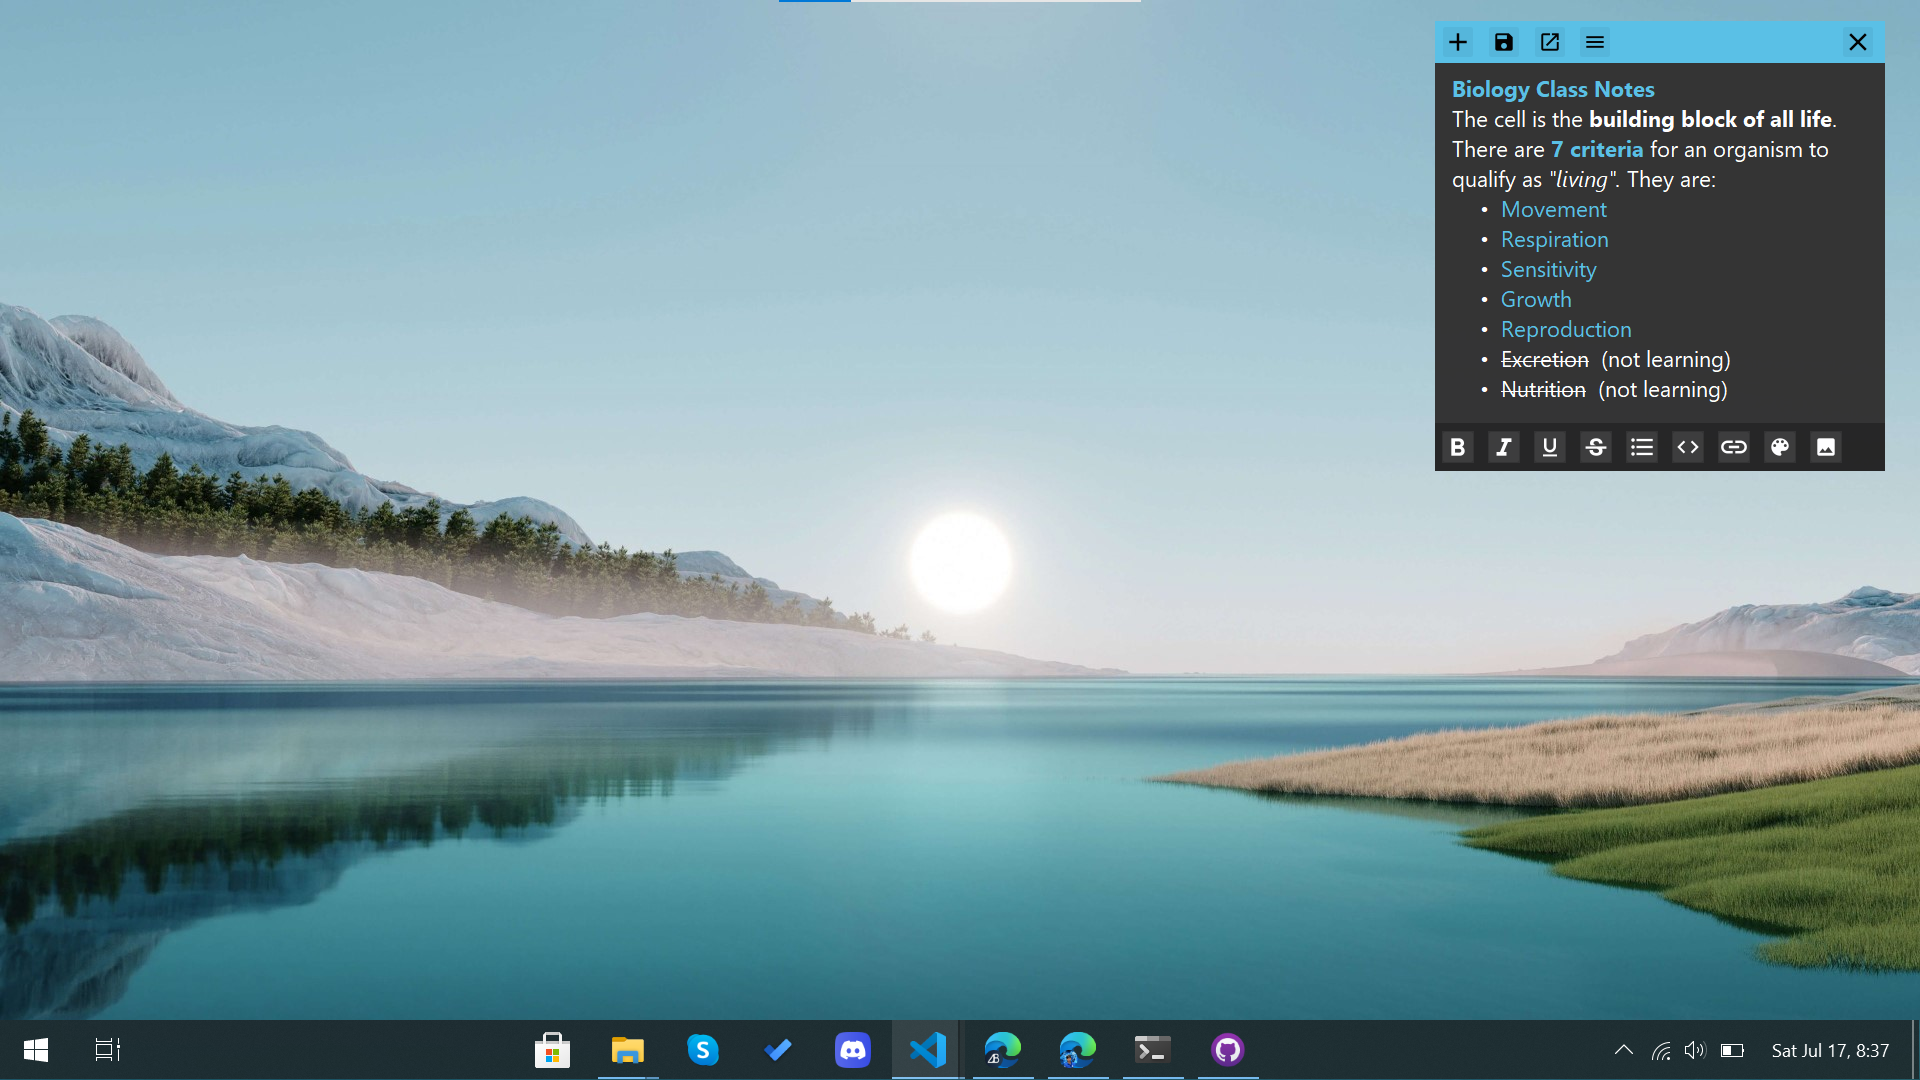 Biology Class Notes
The cell is the building block of all life.
There are 7 criteria for an organism to
qualify as "living". They are:
• Movement
• Respiration
• Sensitivity
• Growth
• Reproduction
• Excretion (not learning)
• Nutrition (not learning)
B I U S
Sat Jul 17, 8:37